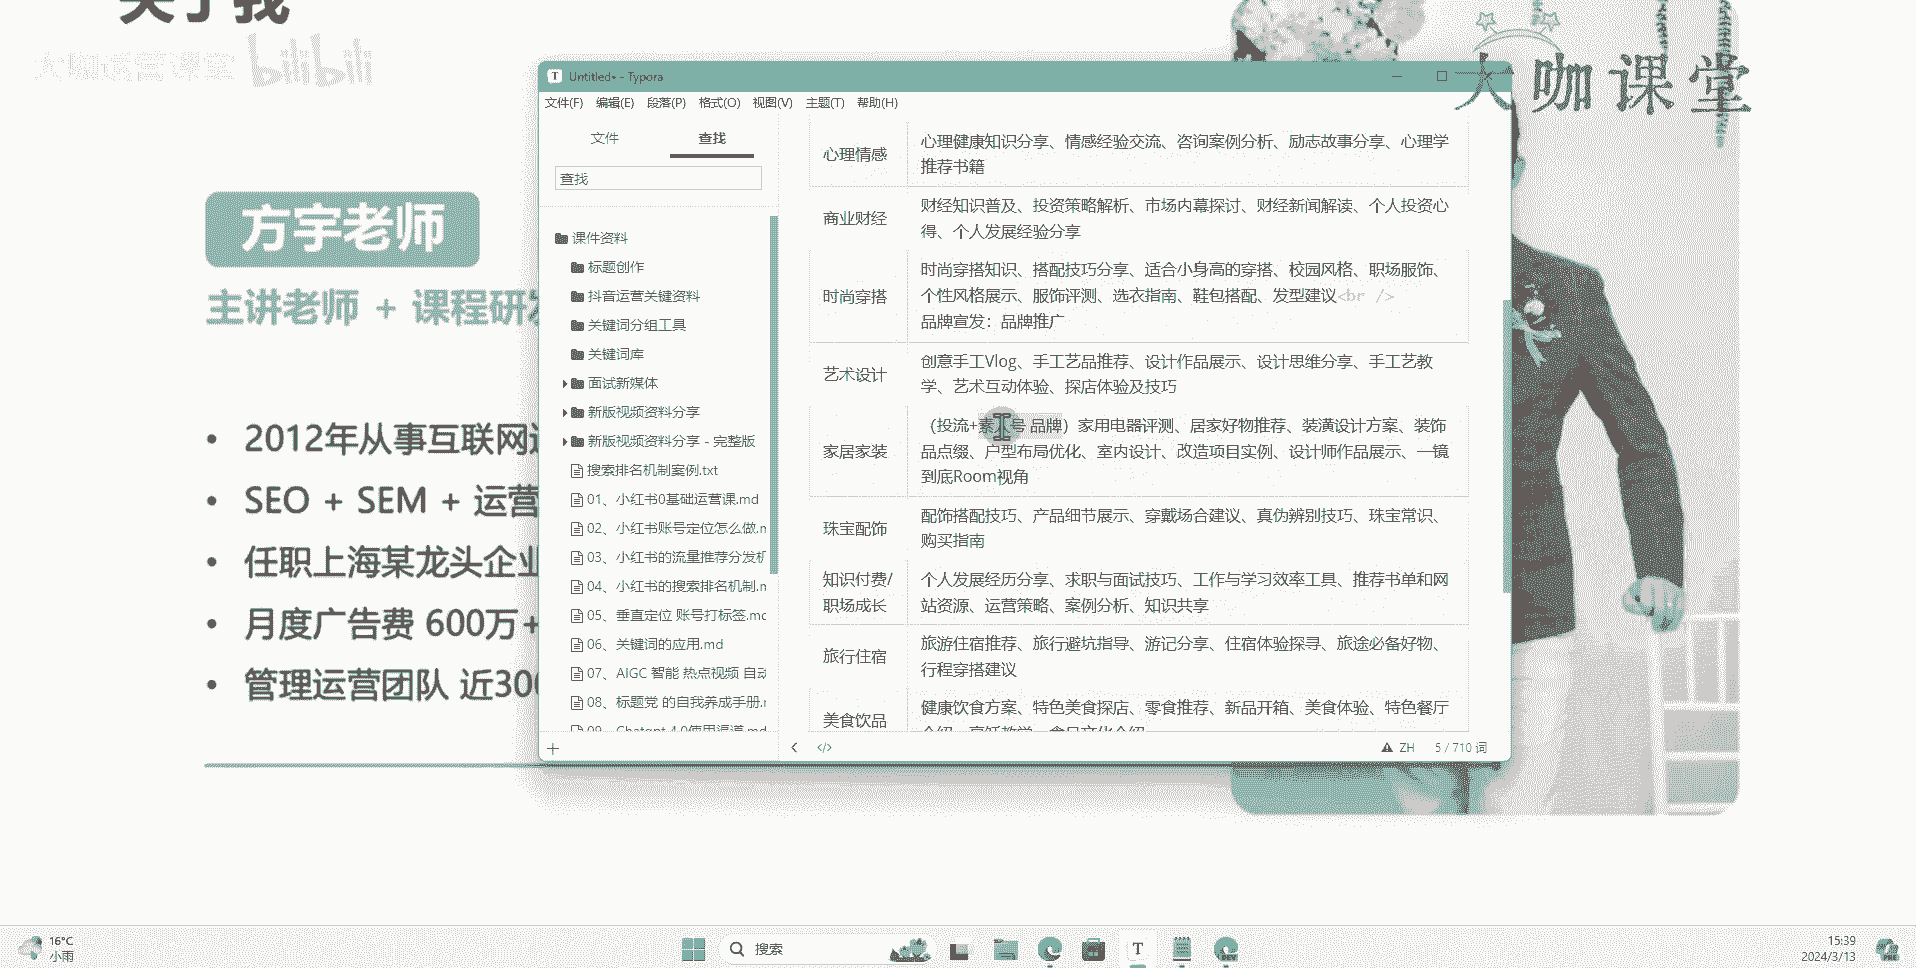 关于我
大咖运营课堂 bilibili
大咖课堂
方宇老师
主讲老师 + 课程研发
• 2012年从事互联网
• SEO + SEM + 运营
• 任职上海某龙头企业
• 月度广告费 600万+
• 管理运营团队 近300
Untitled• - Typora
文件(F) 编辑(E) 段落(P) 格式(O) 视图(V) 主题(T) 帮助(H)
文件 查找
查找
课件资料
标题创作
抖音运营关键资料
关键词分组工具
关键词库
面试新媒体
新版视频资料分享
新版视频资料分享 - 完整版
搜索排名机制案例.txt
01、小红书0基础运营课.md
02、小红书账号定位怎么做.m
03、小红书的流量推荐分发机
04、小红书的搜索排名机制.m
05、垂直定位 账号打标签.mc
06、关键词的应用.md
07、AIGC 智能 热点视频 自动
08、标题党 的自我养成手册.r
09、Chatgpt 4.0使用渠道.md
心理情感
心理健康知识分享、情感经验交流、咨询案例分析、励志故事分享、心理学
推荐书籍
商业财经
财经知识普及、投资策略解析、市场内幕探讨、财经新闻解读、个人投资心
得、个人发展经验分享
时尚穿搭
时尚穿搭知识、搭配技巧分享、适合小身高的穿搭、校园风格、职场服饰、
个性风格展示、服饰评测、选衣指南、鞋包搭配、发型建议<br />
品牌宣发：品牌推广
艺术设计
创意手工Vlog、手工艺品推荐、设计作品展示、设计思维分享、手工艺教
学、艺术互动体验、探店体验及技巧
家居家装
（投流+素人号 品牌）家用电器评测、居家好物推荐、装潢设计方案、装饰
品点缀、户型布局优化、室内设计、改造项目实例、设计师作品展示、一镜
到底Room视角
珠宝配饰
配饰搭配技巧、产品细节展示、穿戴场合建议、真伪辨别技巧、珠宝常识、
购买指南
知识付费/
职场成长
个人发展经历分享、求职与面试技巧、工作与学习效率工具、推荐书单和网
站资源、运营策略、案例分析、知识共享
旅行住宿
旅游住宿推荐、旅行避坑指导、游记分享、住宿体验探寻、旅途必备好物、
行程穿搭建议
美食饮品
健康饮食方案、特色美食探店、零食推荐、新品开箱、美食体验、特色餐厅
介绍、烹饪教学、食品文化介绍
ZH 5 / 710 词
16°C
小雨
搜索
DEV
15:39
2024/3/13
PRE